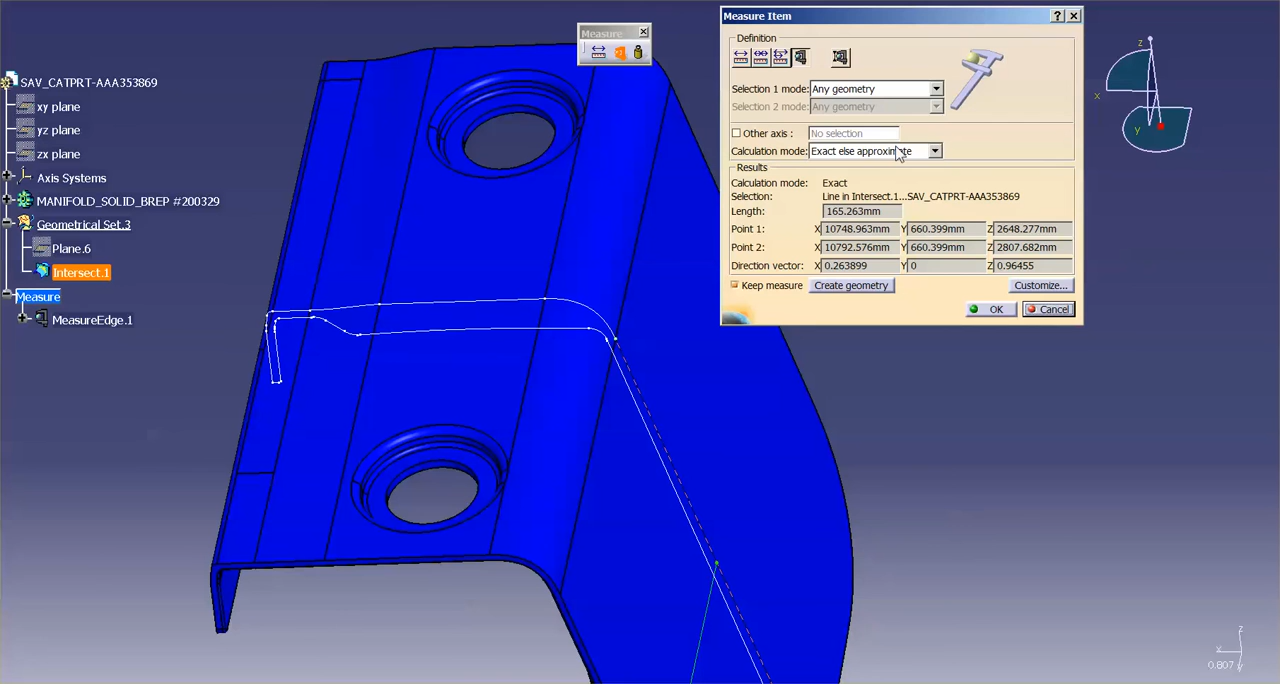 SAV_CATPRT-AAA353869
xy plane
yz plane
zx plane
Axis Systems
MANIFOLD_SOLID_BREP #200329
Geometrical Set.3
Plane.6
Intersect.1
Measure
MeasureEdge.1
Measure
Measure Item
Definition
Selection 1 mode: Any geometry
Selection 2 mode: Any geometry
Other axis : No selection
Calculation mode: Exact else approximate
Results
Calculation mode: Exact
Selection: Line in Intersect.1...SAV_CATPRT-AAA353869
Length: 165.263mm
Point 1: X 10748.963mm Y 660.399mm Z 2648.277mm
Point 2: X 10792.576mm Y 660.399mm Z 2807.682mm
Direction vector: X 0.263899 Y 0 Z 0.96455
Keep measure Create geometry Customize...
OK Cancel
z
x
y
z
x
0.807 y